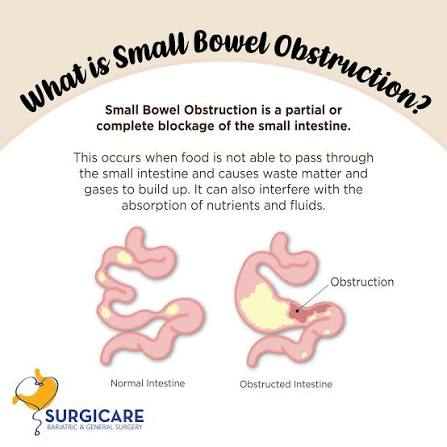 What is Small Bowel Obstruction?
Small Bowel Obstruction is a partial or
complete blockage of the small intestine.
This occurs when food is not able to pass through
the small intestine and causes waste matter and
gases to build up. It can also interfere with the
absorption of nutrients and fluids.
Obstruction
Normal Intestine
Obstructed Intestine
SURGICARE
BARIATRIC & GENERAL SURGERY